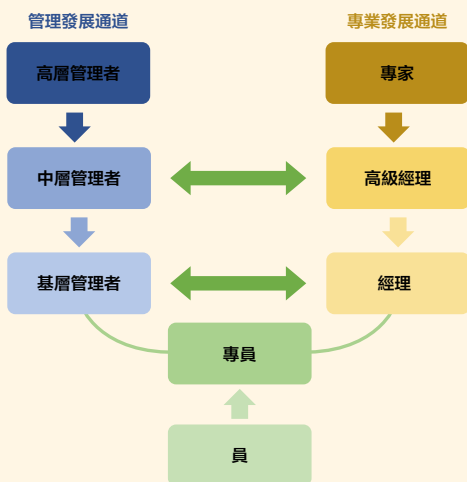 管理發展通道
專業發展通道
高層管理者
專家
中層管理者
高級經理
基層管理者
經理
專員
員